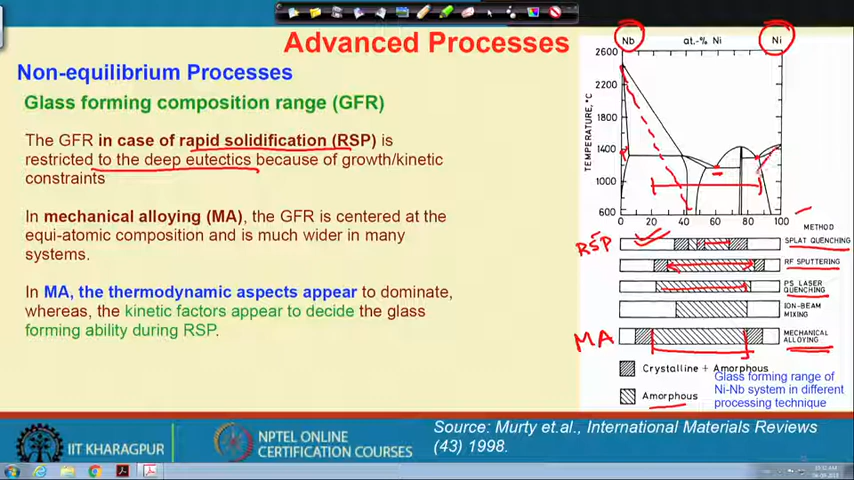 Advanced Processes
Non-equilibrium Processes
Glass forming composition range (GFR)
The GFR in case of rapid solidification (RSP) is
restricted to the deep eutectics because of growth/kinetic
constraints
In mechanical alloying (MA), the GFR is centered at the
equi-atomic composition and is much wider in many
systems.
In MA, the thermodynamic aspects appear to dominate,
whereas, the kinetic factors appear to decide the glass
forming ability during RSP.
Nb at.-% Ni Ni
2600
2200
1800
1400
1000
600
TEMPERATURE, °C
0 20 40 60 80 100
METHOD
RSP
SPLAT QUENCHING
RF SPUTTERING
PS LASER
QUENCHING
ION-BEAM
MIXING
MA
MECHANICAL
ALLOYING
Crystalline + Amorphous
Amorphous
Glass forming range of
Ni-Nb system in different
processing technique
IIT KHARAGPUR
NPTEL ONLINE
CERTIFICATION COURSES
Source: Murty et.al., International Materials Reviews
(43) 1998.